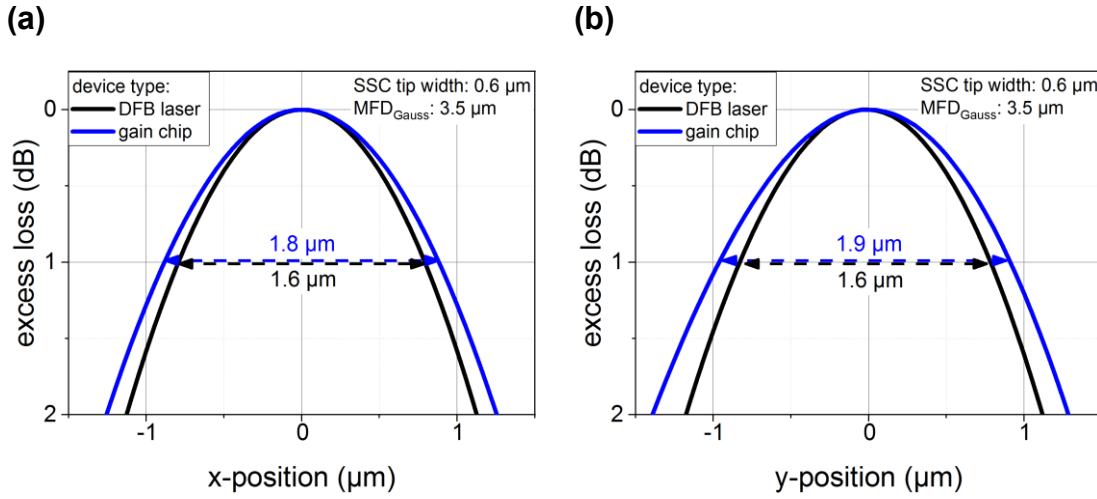 (a)
device type:
DFB laser
gain chip
SSC tip width: 0.6 µm
MFD_Gauss: 3.5 µm
excess loss (dB)
0
1
2
1.8 µm
1.6 µm
-1
0
1
x-position (µm)
(b)
device type:
DFB laser
gain chip
SSC tip width: 0.6 µm
MFD_Gauss: 3.5 µm
excess loss (dB)
0
1
2
1.9 µm
1.6 µm
-1
0
1
y-position (µm)